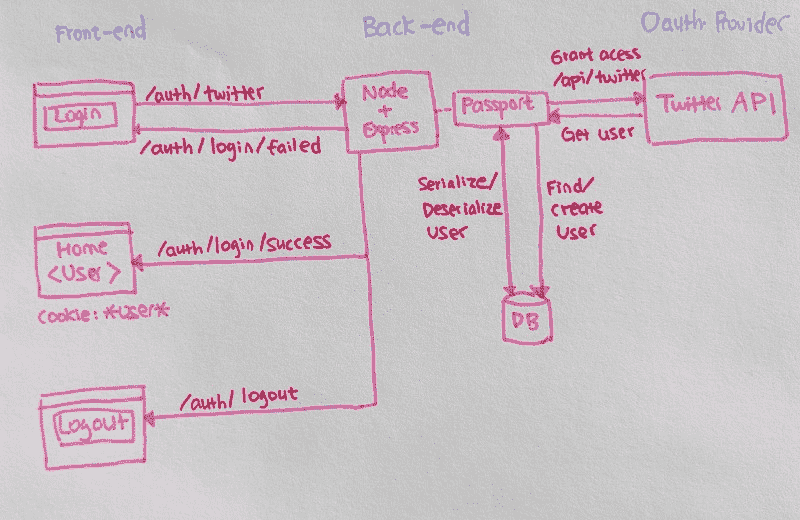 Front-end
Back-end
Oauth Provider
Login
/auth/twitter
/auth/login/failed
Node
+
Express
Passport
Grant acess
/api/twitter
Get user
Twitter API
Serialize/
Deserialize
User
Find/
create
User
DB
Home
<User>
cookie: *User*
/auth/login/success
Logout
/auth/logout